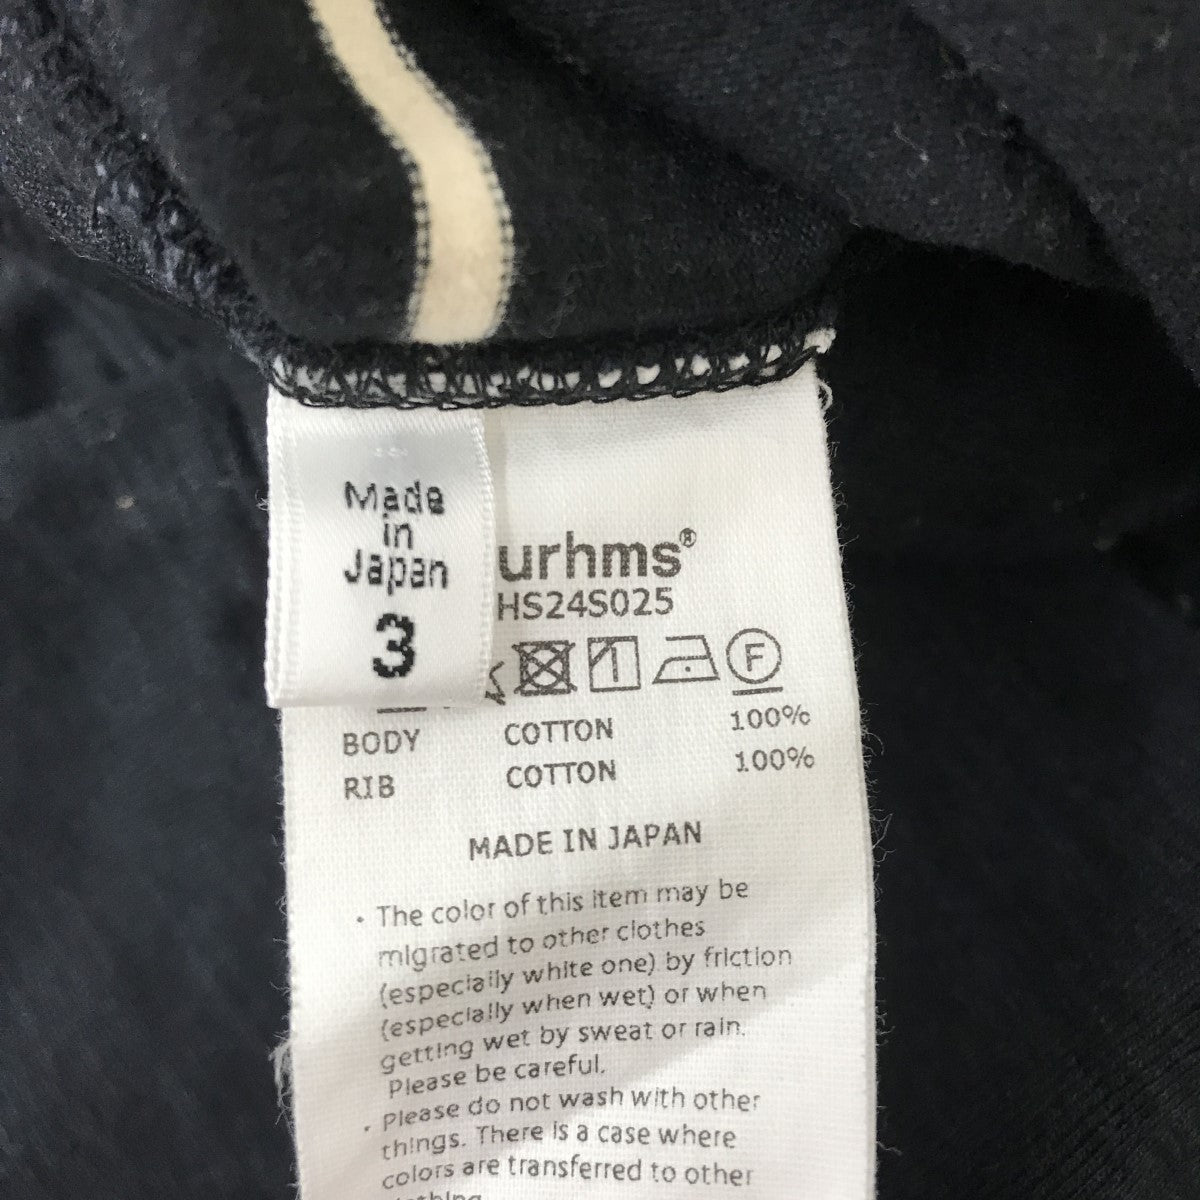 Made
in
Japan
3
urhms®
HS24S025
F
BODY COTTON 100%
RIB COTTON 100%
MADE IN JAPAN
• The color of this item may be
migrated to other clothes
(especially white one) by friction
(especially when wet) or when
getting wet by sweat or rain.
Please be careful.
• Please do not wash with other
things. There is a case where
colors are transferred to other